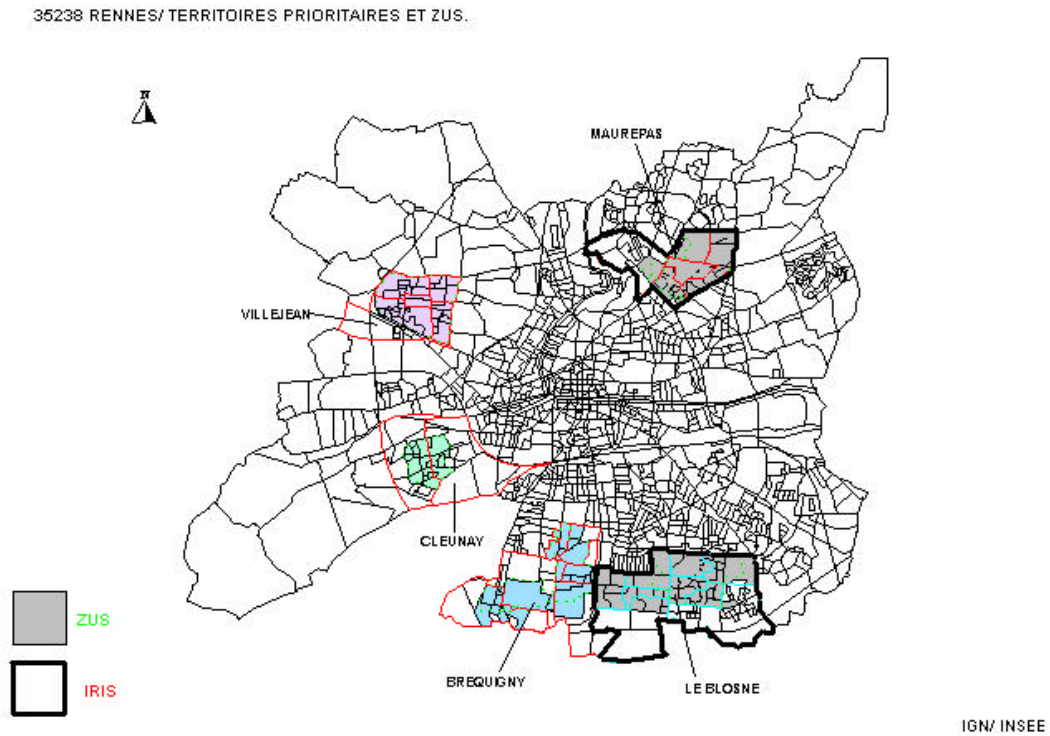 35238 RENNES/ TERRITOIRES PRIORITAIRES ET ZUS.
N
MAUREPAS
VILLEJEAN
CLEUNAY
BREQUIGNY
LE BLOSNE
ZUS
IRIS
IGN/ INSEE